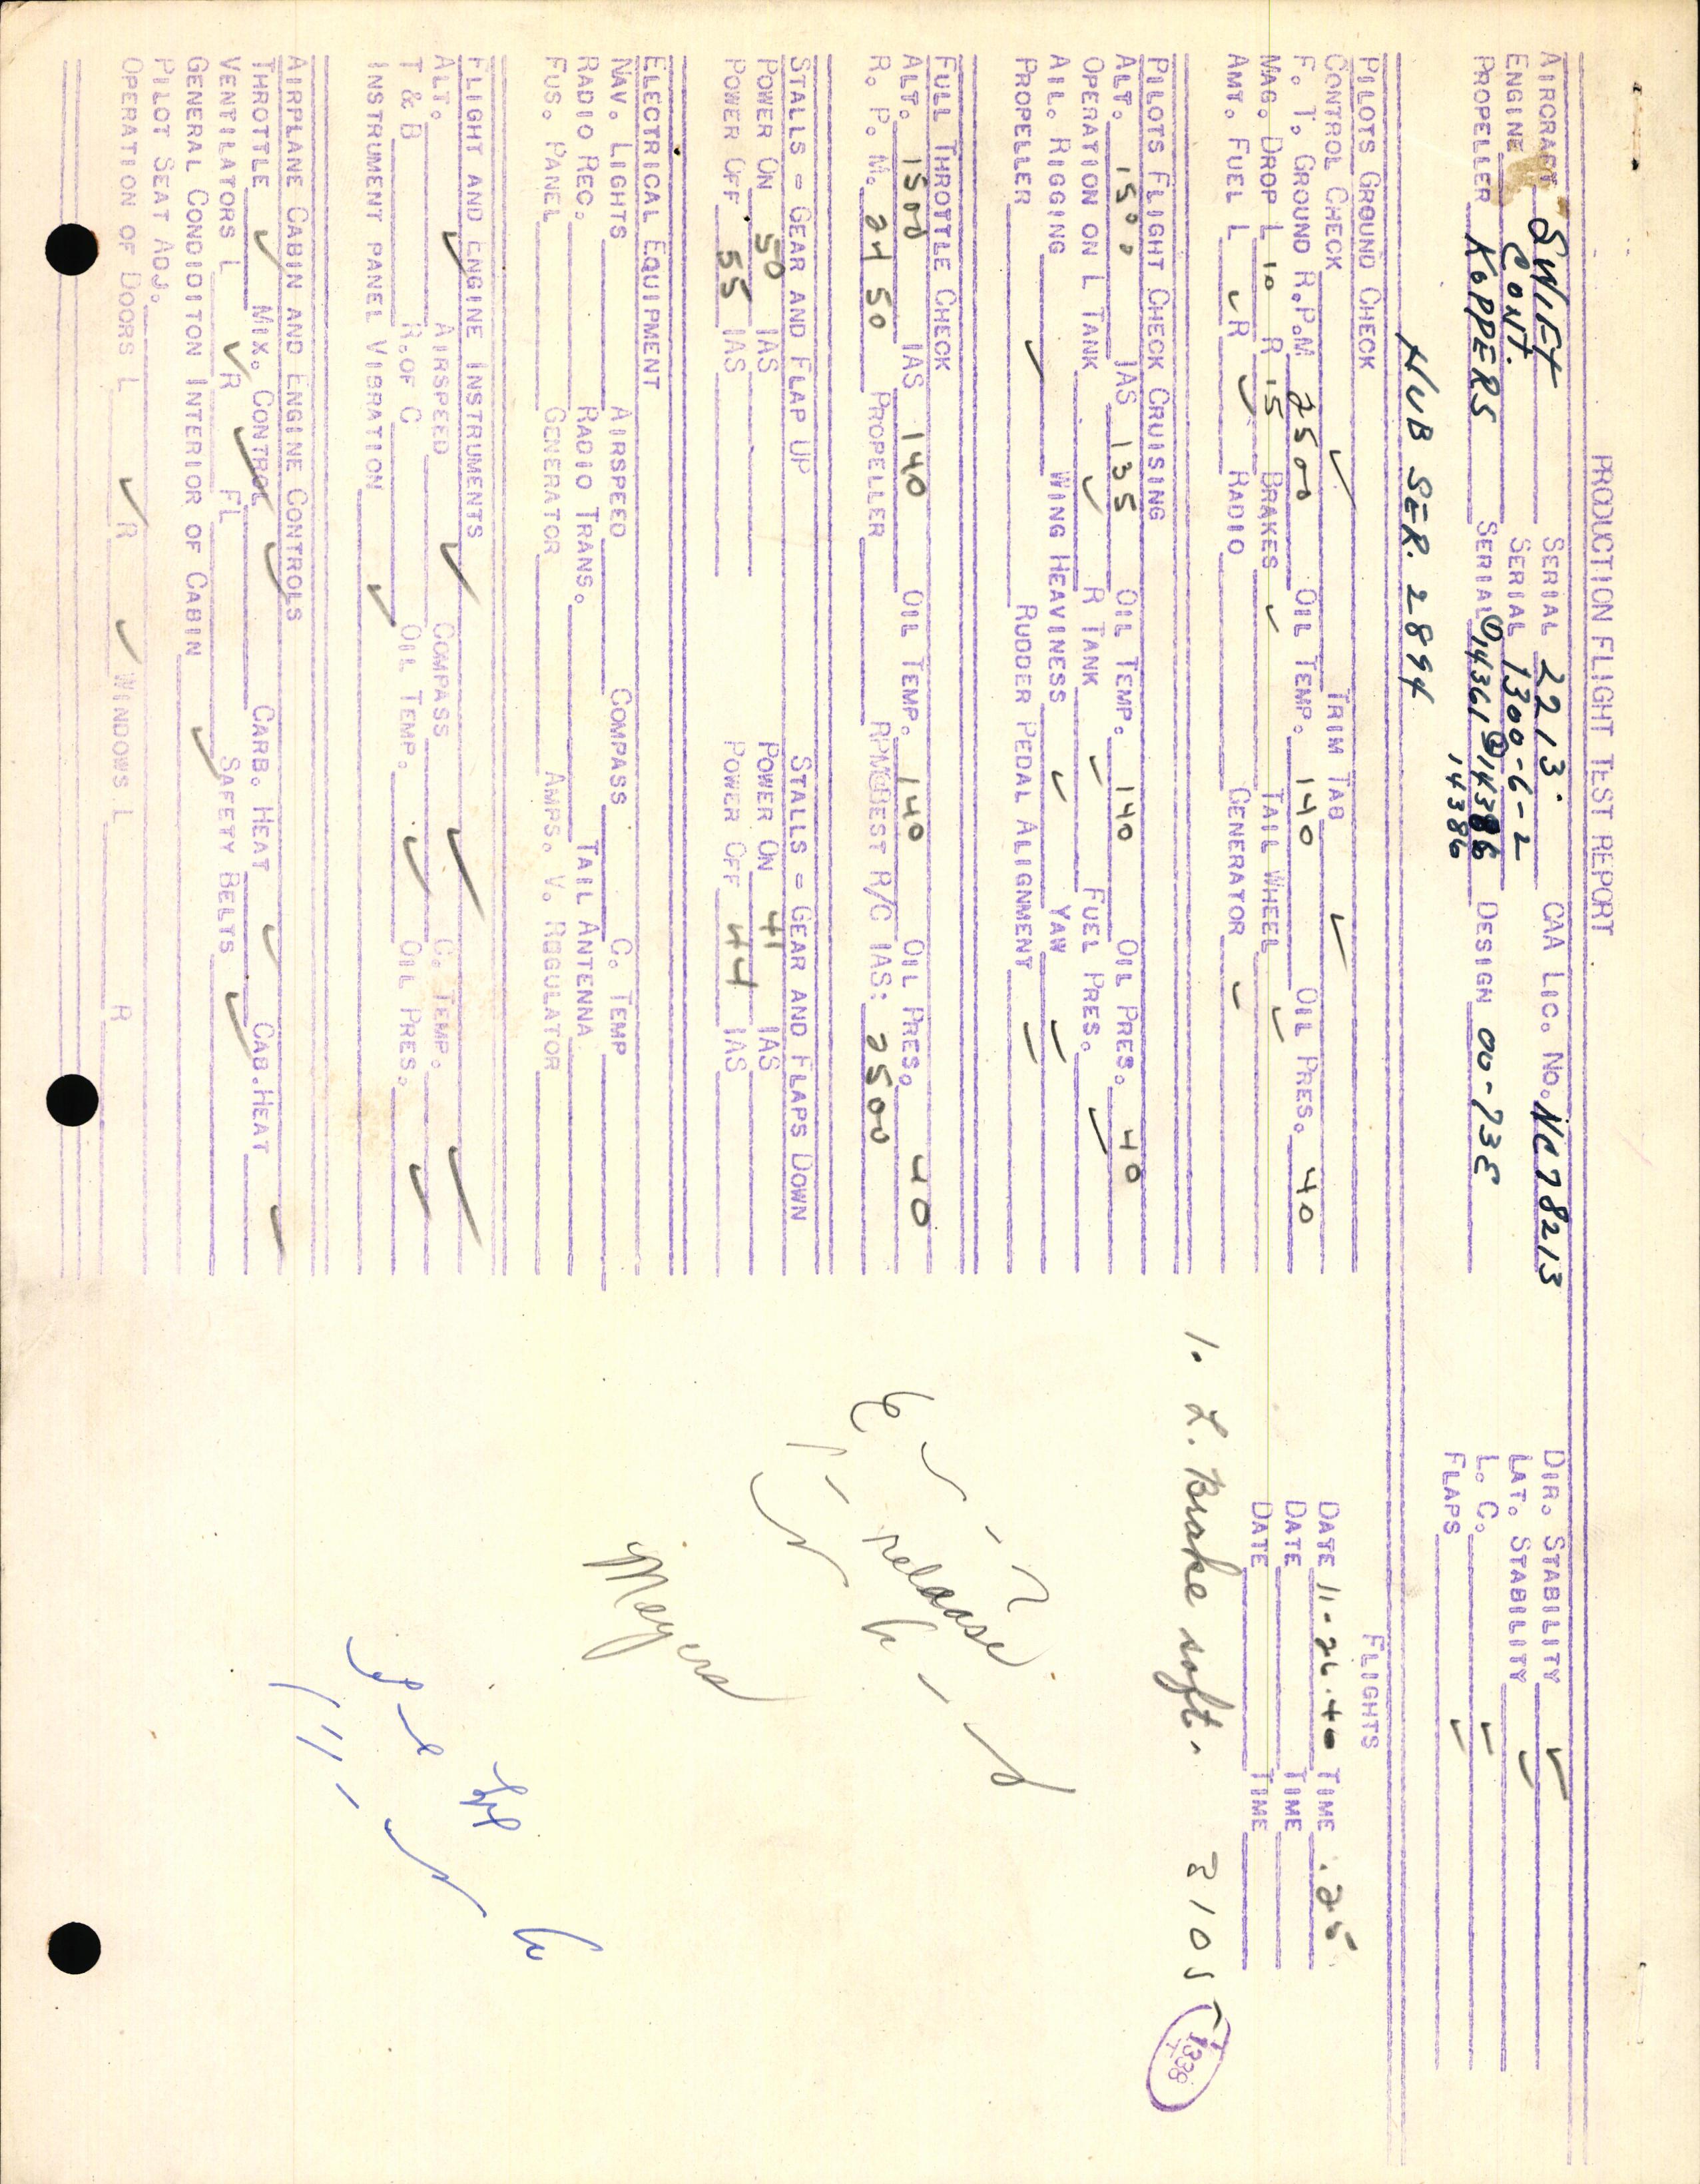 PRODUCTION FLIGHT TEST REPORT
AIRCRAFT SWIFT SERIAL 2213. CAA LIC. NO. NC78213 DIR. STABILITY ✓
ENGINE CONT. SERIAL 1300-6-2 LAT. STABILITY ✓
PROPELLER KOPPERS SERIAL ①14361②14386 DESIGN 00-73E L. C. ✓
14386 FLAPS ✓
HUB SER. 2894
PILOTS GROUND CHECK FLIGHTS
CONTROL CHECK ✓ TRIM TAB ✓ DATE 11-26-40 TIME .25
F. T. GROUND R.P.M 2500 OIL TEMP. 140 OIL PRES. 40 DATE TIME
MAG. DROP L 10 R 15 BRAKES ✓ TAIL WHEEL ✓ DATE TIME
AMT. FUEL L ✓ R ✓ RADIO GENERATOR ✓
1. L. Brake soft. 2105
1338
PILOTS FLIGHT CHECK CRUISING
ALT. 1500 IAS 135 OIL TEMP. 140 OIL PRES. 40
OPERATION ON L TANK ✓ R TANK ✓ FUEL PRES. ✓
AIL. RIGGING WING HEAVINESS ✓ YAW ✓
PROPELLER ✓ RUDDER PEDAL ALIGNMENT ✓
FULL THROTTLE CHECK
ALT. 1500 IAS 140 OIL TEMP. 140 OIL PRES. 40
R. P. M. 2450 PROPELLER RPM@BEST R/C IAS: 2500
release
STALLS = GEAR AND FLAP UP STALLS = GEAR AND FLAPS DOWN
POWER ON 50 IAS POWER ON 41 IAS
POWER OFF 55 IAS POWER OFF 44 IAS
Meyers
ELECTRICAL EQUIPMENT
NAV. LIGHTS AIRSPEED COMPASS C. TEMP
RADIO REC. RADIO TRANS. TAIL ANTENNA
FUS. PANEL GENERATOR AMPS. V. REGULATOR
FLIGHT AND ENGINE INSTRUMENTS
ALT. ✓ AIRSPEED ✓ COMPASS ✓ C. TEMP. ✓
T & B R. OF C OIL TEMP. ✓ OIL PRES. ✓
INSTRUMENT PANEL VIBRATION ✓
AIRPLANE CABIN AND ENGINE CONTROLS
THROTTLE ✓ MIX. CONTROL ✓ CARB. HEAT ✓ CAB.HEAT ✓
VENTILATORS L ✓ R ✓ FL SAFETY BELTS ✓
GENERAL CONDIDITON INTERIOR OF CABIN ✓
PILOT SEAT ADJ.
OPERATION OF DOORS L ✓ R ✓ WINDOWS L R